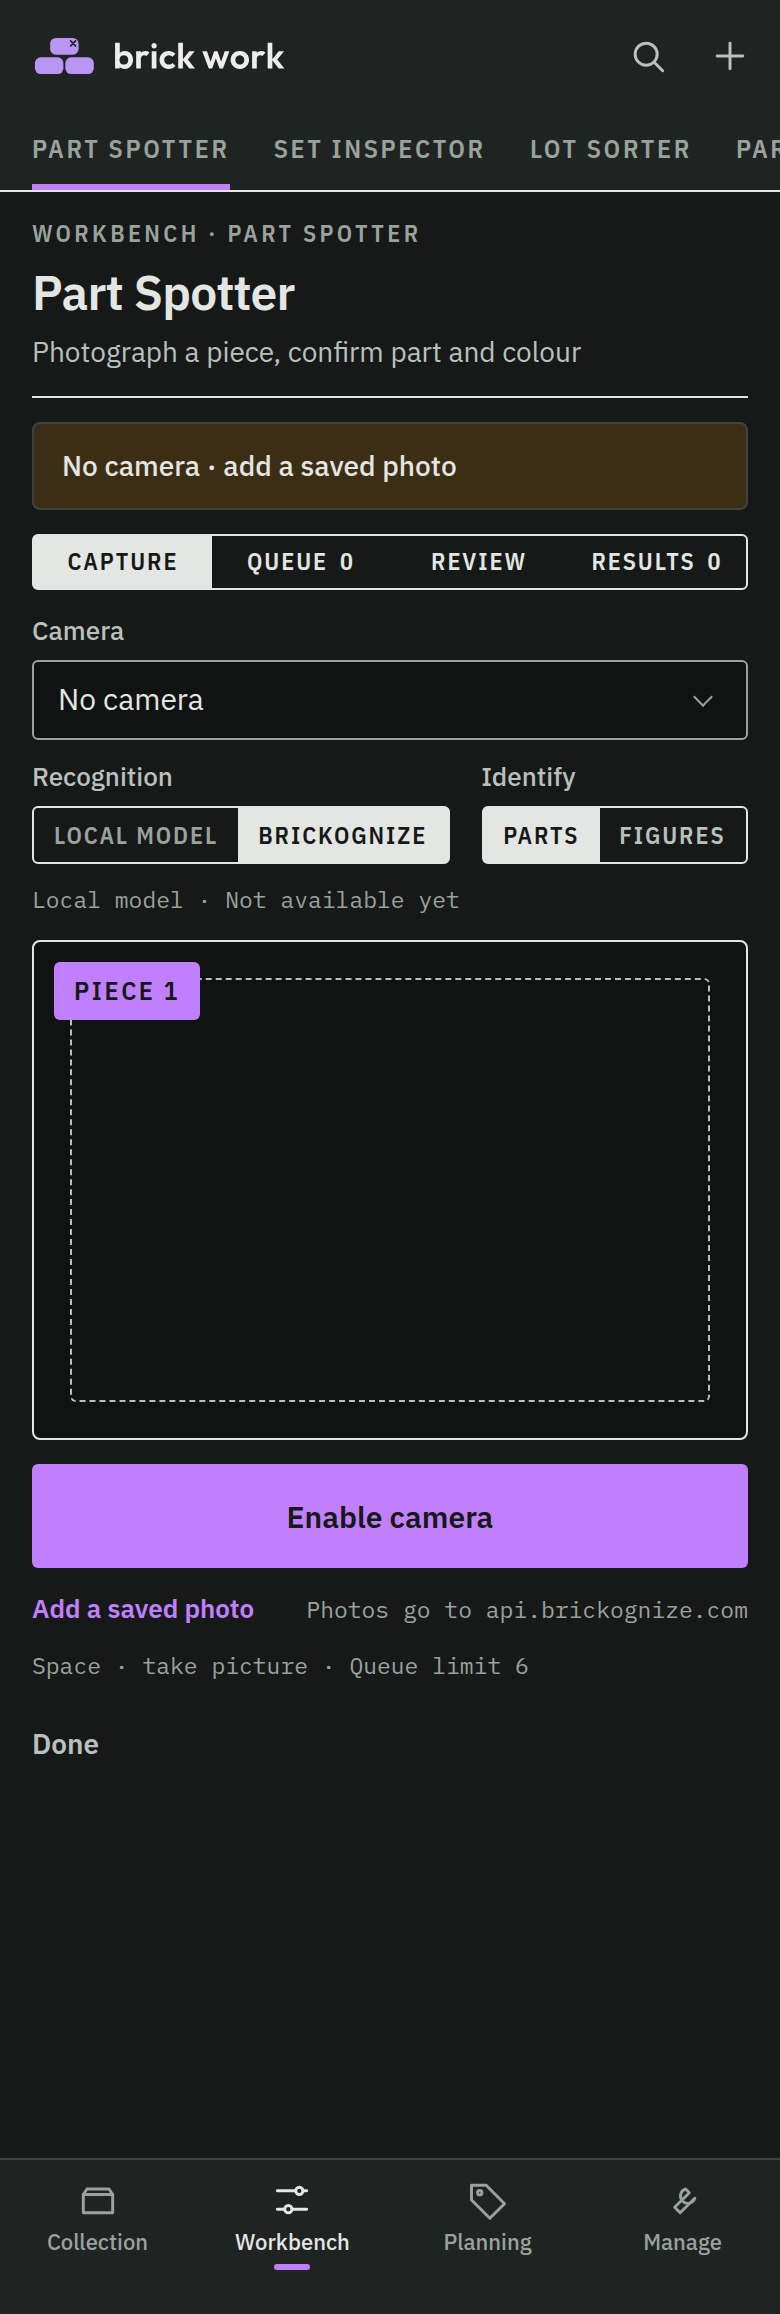 brick work
PART SPOTTER SET INSPECTOR LOT SORTER PAR
WORKBENCH · PART SPOTTER
Part Spotter
Photograph a piece, confirm part and colour
No camera · add a saved photo
CAPTURE QUEUE 0 REVIEW RESULTS 0
Camera
No camera
Recognition Identify
LOCAL MODEL BRICKOGNIZE PARTS FIGURES
Local model · Not available yet
PIECE 1
Enable camera
Add a saved photo Photos go to api.brickognize.com
Space · take picture · Queue limit 6
Done
Collection Workbench Planning Manage